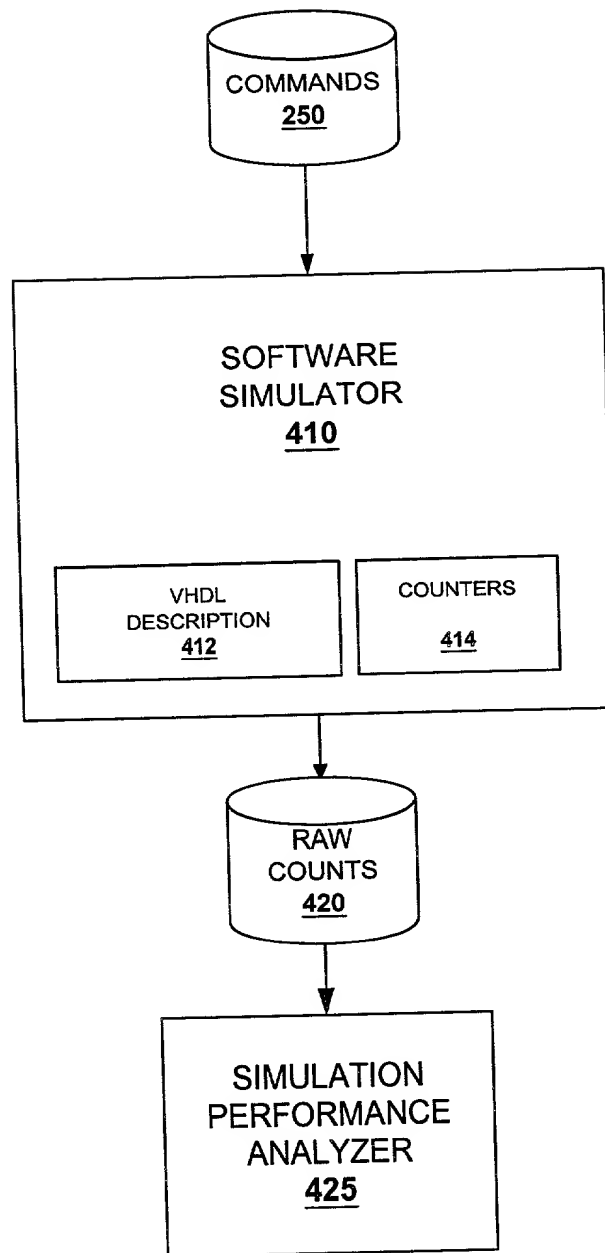 COMMANDS
250
SOFTWARE
SIMULATOR
410
VHDL
DESCRIPTION
412
COUNTERS
414
RAW
COUNTS
420
SIMULATION
PERFORMANCE
ANALYZER
425